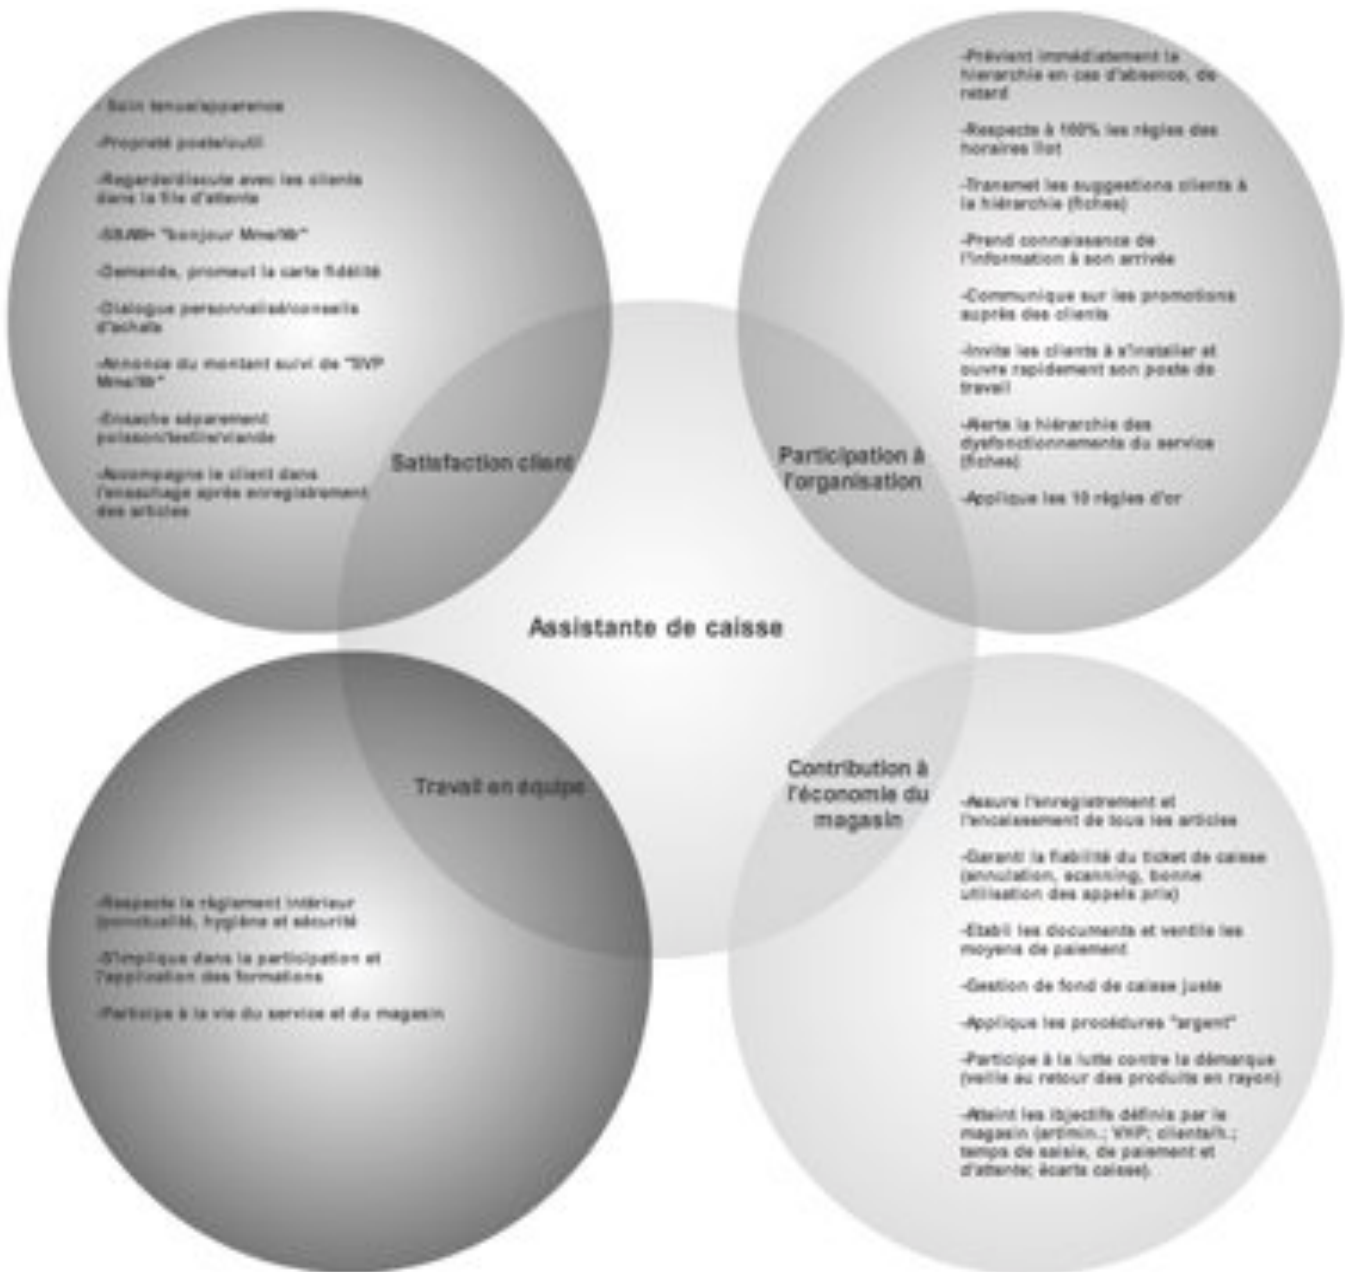 - Soin tenue/apparence
-Propreté poste/outil
-Regarde/discute avec les clients
dans la file d'attente
-SBAM+ "bonjour Mme/Mr"
-Demande, promeut la carte fidélité
-Dialogue personnalisé/conseils
d'achats
-Annonce du montant suivi de "SVP
Mme/Mr"
-Ensache séparement
poisson/textile/viande
-Accompagne le client dans
l'ensachage après enregistrement
des articles
Satisfaction client
-Prévient immédiatement la
hierarchie en cas d'absence, de
retard
-Respecte à 100% les règles des
horaires îlot
-Transmet les suggestions clients à
la hiérarchie (fiches)
-Prend connaissance de
l'information à son arrivée
-Communique sur les promotions
auprès des clients
-Invite les clients à s'installer et
ouvre rapidement son poste de
travail
-Alerte la hiérarchie des
dysfonctionnements du service
(fiches)
-Applique les 10 règles d'or
Participation à
l'organisation
Assistante de caisse
Travail en équipe
-Respecte le règlement intérieur
(ponctualité, hygiène et sécurité
-S'implique dans la participation et
l'application des formations
-Participe à la vie du service et du magasin
Contribution à
l'économie du
magasin
-Assure l'enregistrement et
l'encaissement de tous les articles
-Garanti la fiabilité du ticket de caisse
(annulation, scanning, bonne
utilisation des appels prix)
-Etabli les documents et ventile les
moyens de paiement
-Gestion de fond de caisse juste
-Applique les procédures "argent"
-Participe à la lutte contre la démarque
(veille au retour des produits en rayon)
-Atteint les objectifs définis par le
magasin (art/min.; VHP; clients/h.;
temps de saisie, de paiement et
d'attente; écarts caisse).